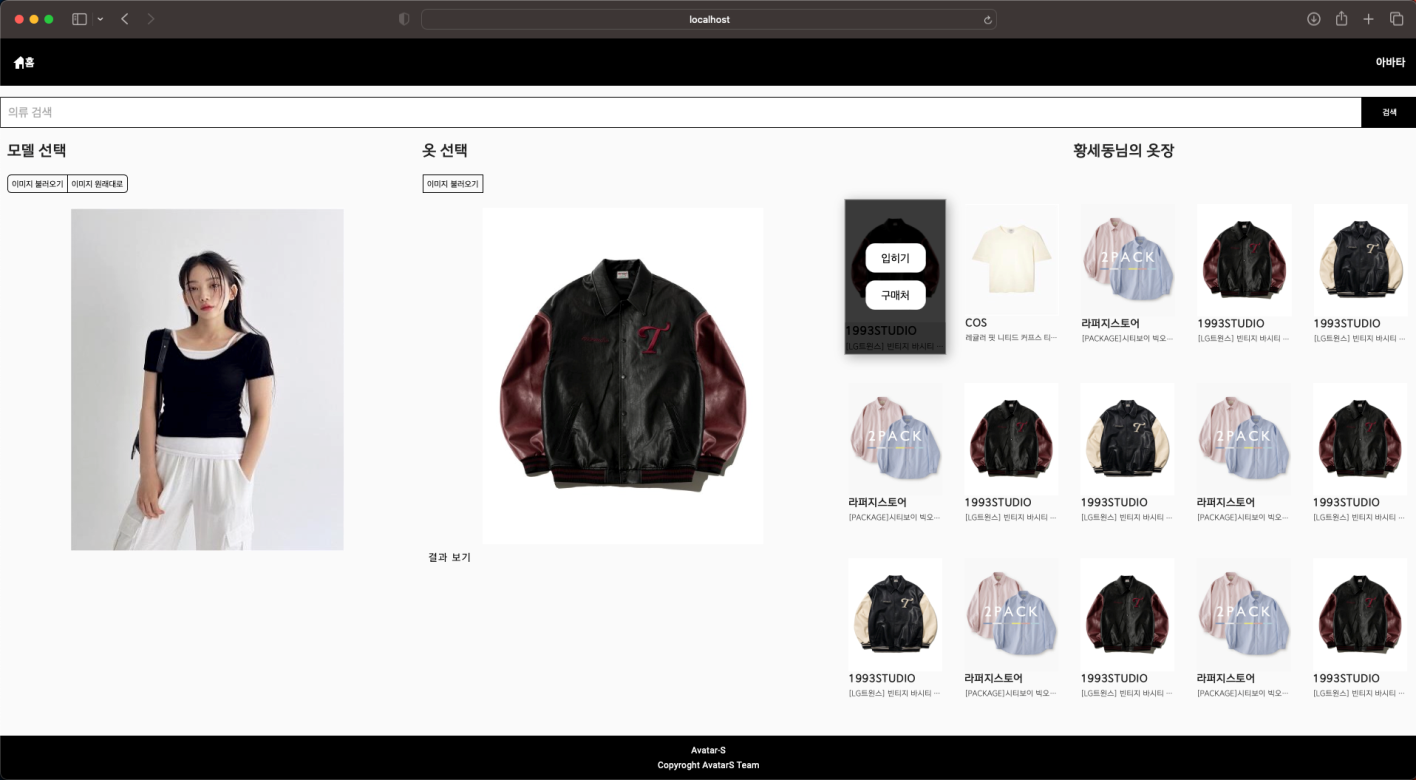 localhost
홈
아바타
의류 검색
검색
모델 선택
옷 선택
황세동님의 옷장
이미지 불러오기
이미지 원래대로
이미지 불러오기
입히기
구매처
1993STUDIO
[LG트윈스] 빈티지 바시티 ···
COS
레귤러 핏 니티드 커프스 티···
2PACK
라퍼지스토어
[PACKAGE]시티보이 빅오···
1993STUDIO
[LG트윈스] 빈티지 바시티 ···
1993STUDIO
[LG트윈스] 빈티지 바시티 ···
T
결과 보기
2PACK
라퍼지스토어
[PACKAGE]시티보이 빅오···
1993STUDIO
[LG트윈스] 빈티지 바시티 ···
1993STUDIO
[LG트윈스] 빈티지 바시티 ···
2PACK
라퍼지스토어
[PACKAGE]시티보이 빅오···
1993STUDIO
[LG트윈스] 빈티지 바시티 ···
1993STUDIO
[LG트윈스] 빈티지 바시티 ···
2PACK
라퍼지스토어
[PACKAGE]시티보이 빅오···
1993STUDIO
[LG트윈스] 빈티지 바시티 ···
2PACK
라퍼지스토어
[PACKAGE]시티보이 빅오···
1993STUDIO
[LG트윈스] 빈티지 바시티 ···
Avatar-S
Copyroght AvatarS Team